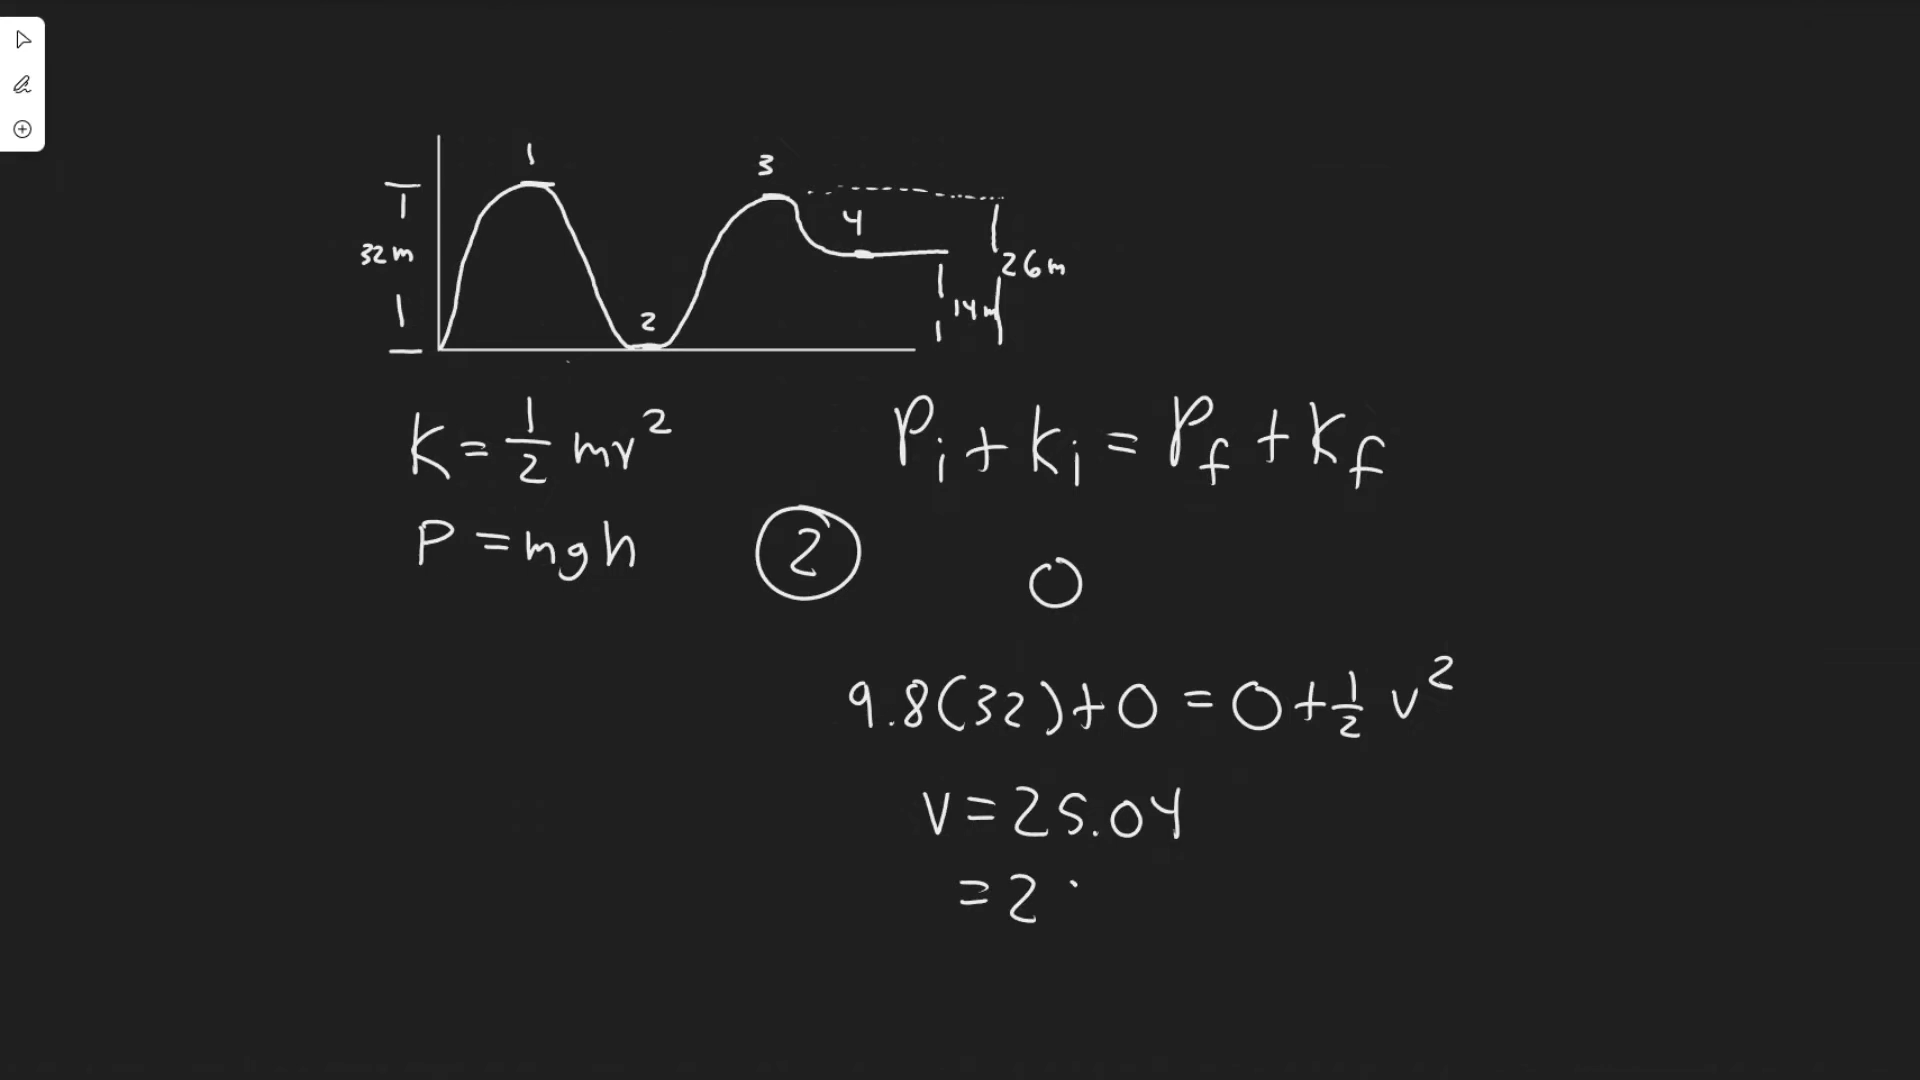 1
3
4
32m
26m
14m
2
K = 1/2 mv²
Pi + Ki = Pf + Kf
P = mgh
2
0
9.8(32) + 0 = 0 + 1/2 v²
v = 25.04
= 2